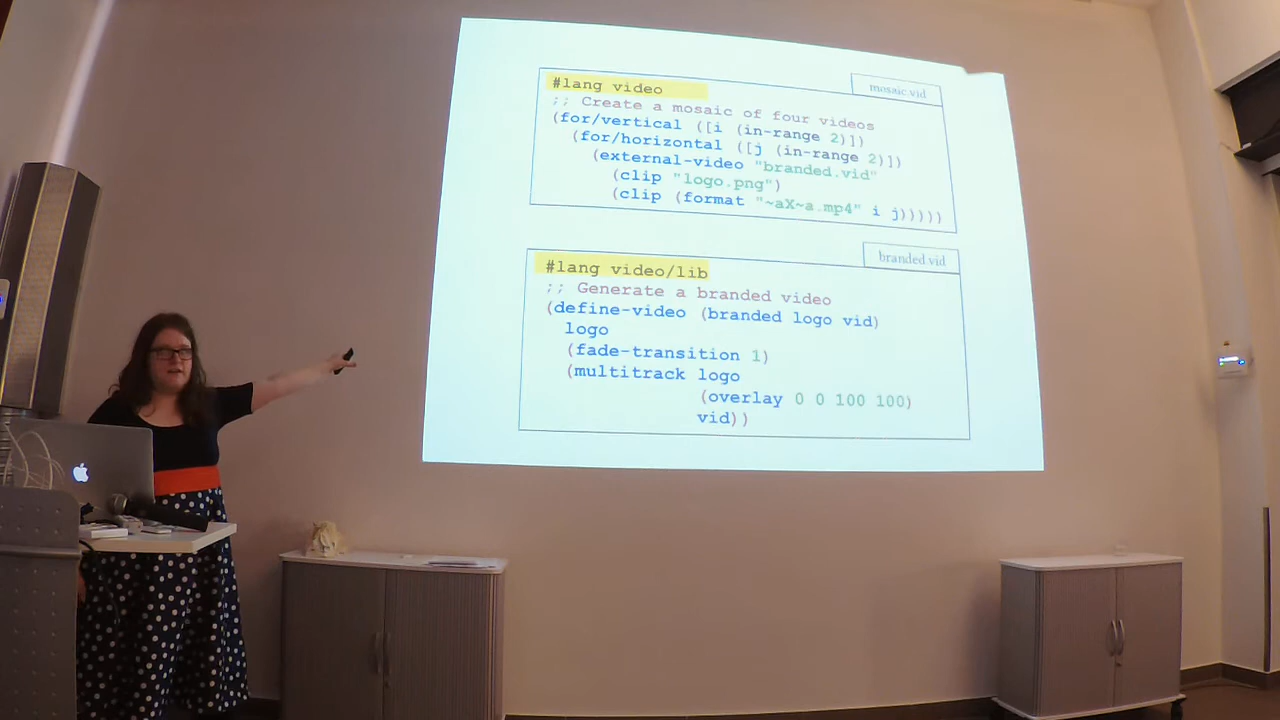 mosaic.vid
#lang video
;; Create a mosaic of four videos
(for/vertical ([i (in-range 2)])
(for/horizontal ([j (in-range 2)])
(external-video "branded.vid"
(clip "logo.png")
(clip (format "~aX~a.mp4" i j)))))
branded.vid
#lang video/lib
;; Generate a branded video
(define-video (branded logo vid)
logo
(fade-transition 1)
(multitrack logo
(overlay 0 0 100 100)
vid))